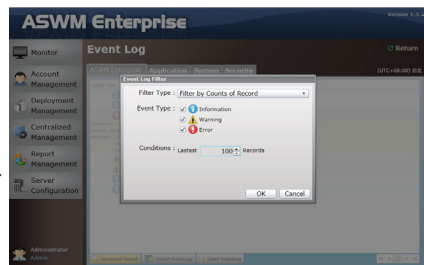 ASWM Enterprise
Version 1.3.
Monitor
Event Log
Return
ASWM Enterprise Application System Security
(UTC+08:00)
Account
Management
Event Log Filter
Filter Type : Filter by Counts of Record
Event Type : Information
Warning
Error
Deployment
Management
Centralized
Management
Conditions : Lastest 100 Records
Report
Management
Server
Configuration
OK Cancel
Administrator
Admin
Advanced Search Export Eventlog Open Eventlog